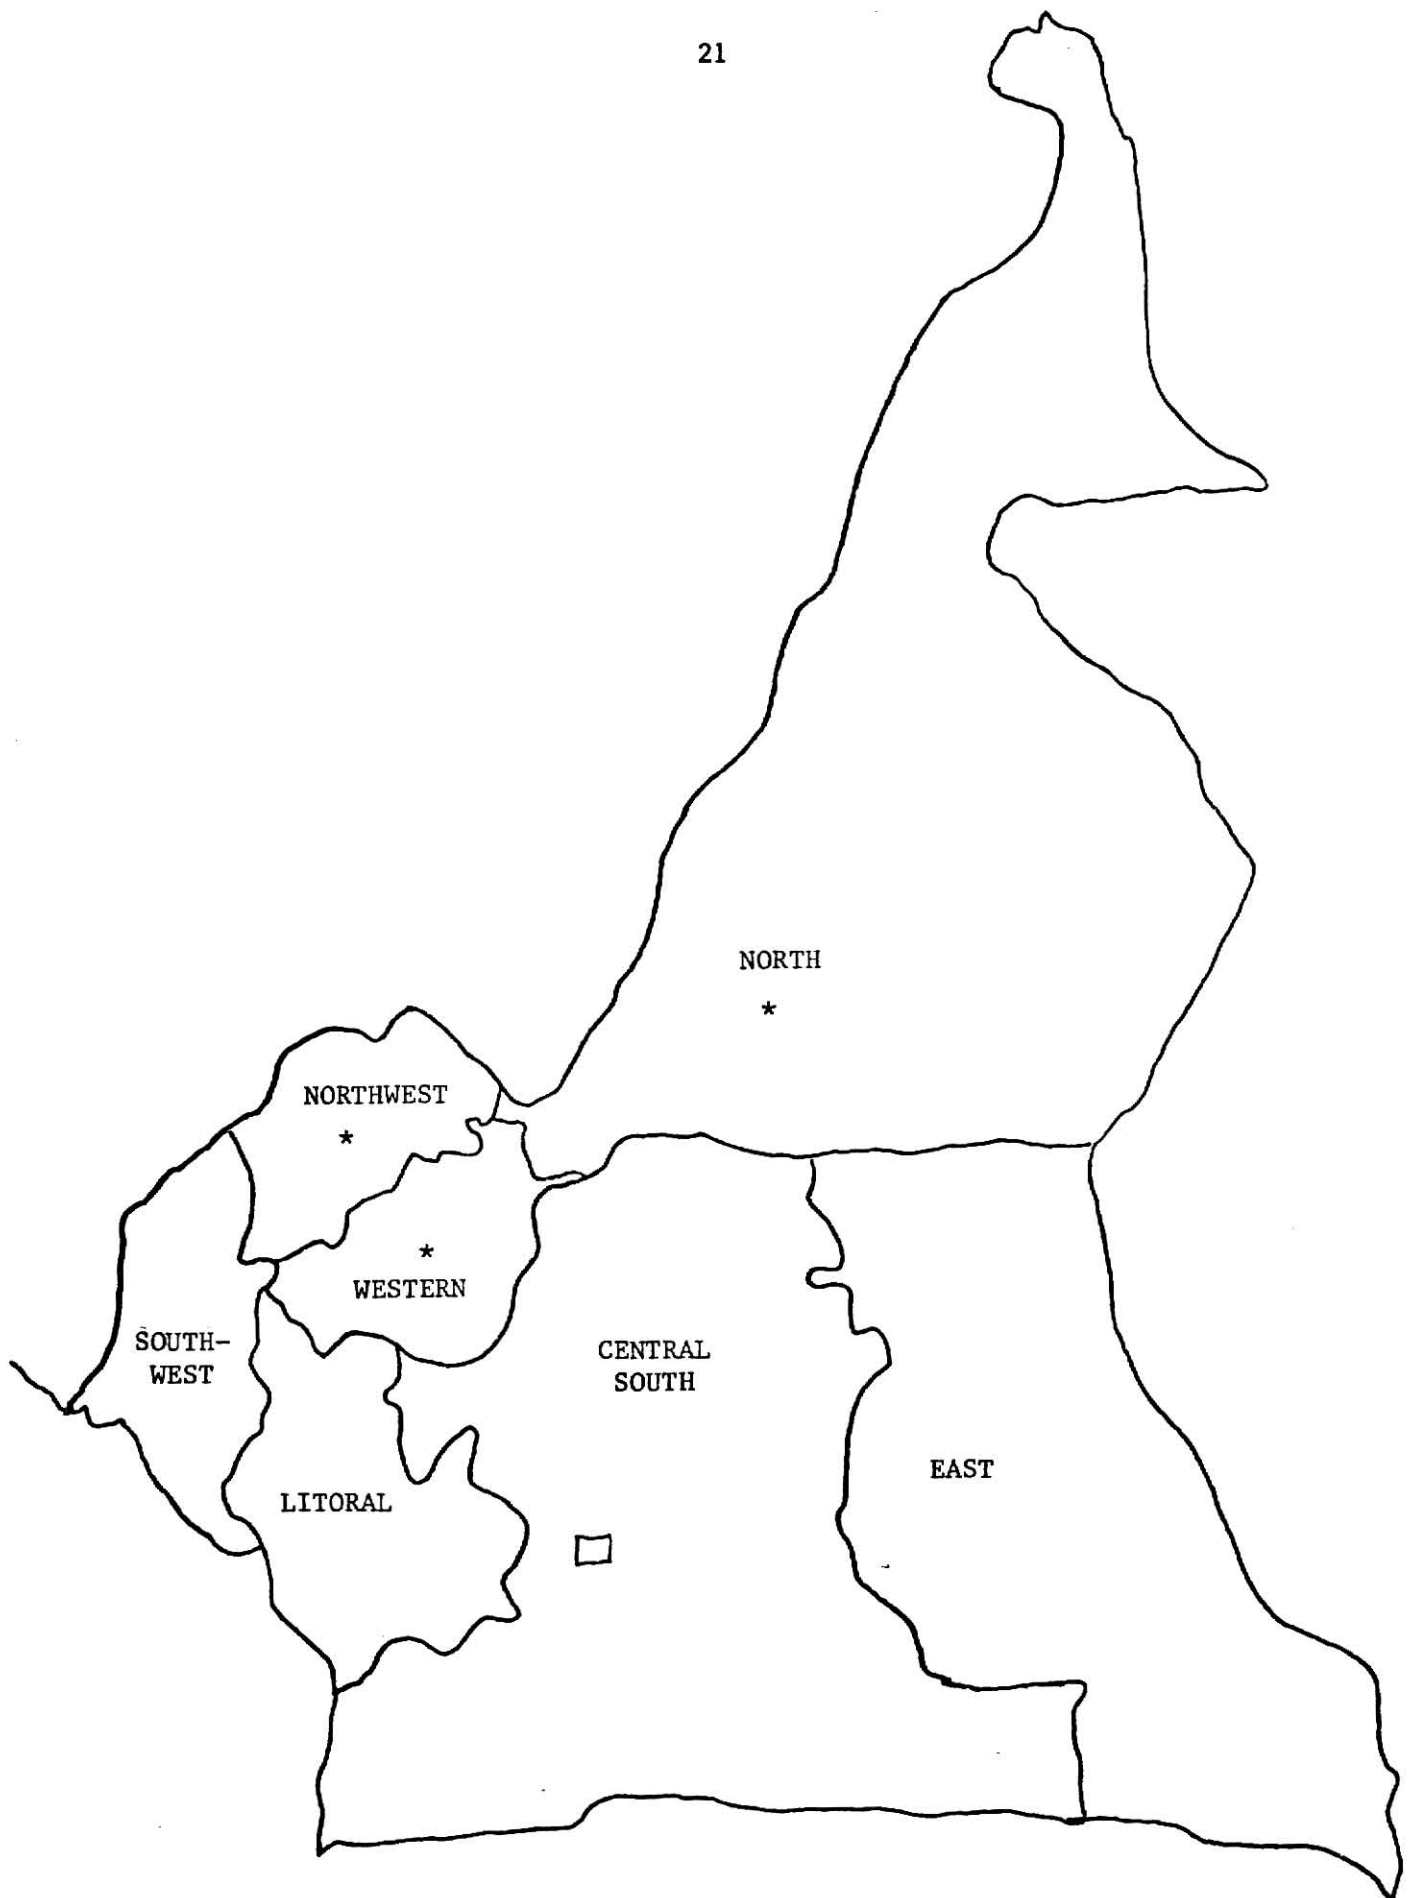 21
NORTH
*
NORTHWEST
*
*
WESTERN
SOUTH-
WEST
CENTRAL
SOUTH
EAST
LITORAL